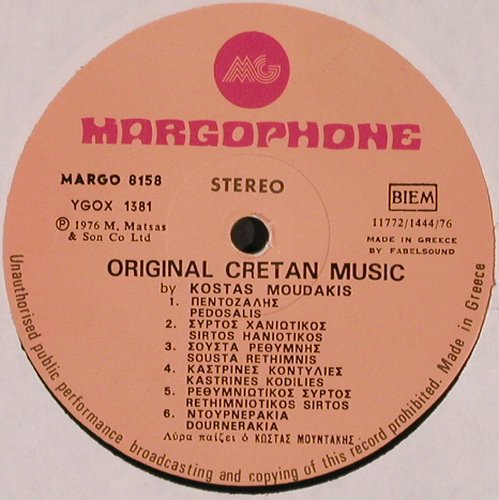 MG
MARGOPHONE
MARGO 8158
STEREO
BIEM
YGOX 1381
11772/1444/76
℗ 1976 M. Matsas
& Son Co Ltd
MADE IN GREECE
BY FABELSOUND
ORIGINAL CRETAN MUSIC
by KOSTAS MOUDAKIS
1. ΠΕΝΤΟΖΑΛΗΣ
PEDOSALIS
2. ΣΥΡΤΟΣ ΧΑΝΙΩΤΙΚΟΣ
SIRTOS HANIOTIKOS
3. ΣΟΥΣΤΑ ΡΕΘΥΜΝΗΣ
SOUSTA RETHIMNIS
4. ΚΑΣΤΡΙΝΕΣ ΚΟΝΤΥΛΙΕΣ
KASTRINES KODILIES
5. ΡΕΘΥΜΝΙΩΤΙΚΟΣ ΣΥΡΤΟΣ
RETHIMNIOTIKOS SIRTOS
6. ΝΤΟΥΡΝΕΡΑΚΙΑ
DOURNERAKIA
Λύρα παίζει ὁ ΚΩΣΤΑΣ ΜΟΥΝΤΑΚΗΣ
Unauthorised public performance broadcasting and copying of this record prohibited. Made in Greece